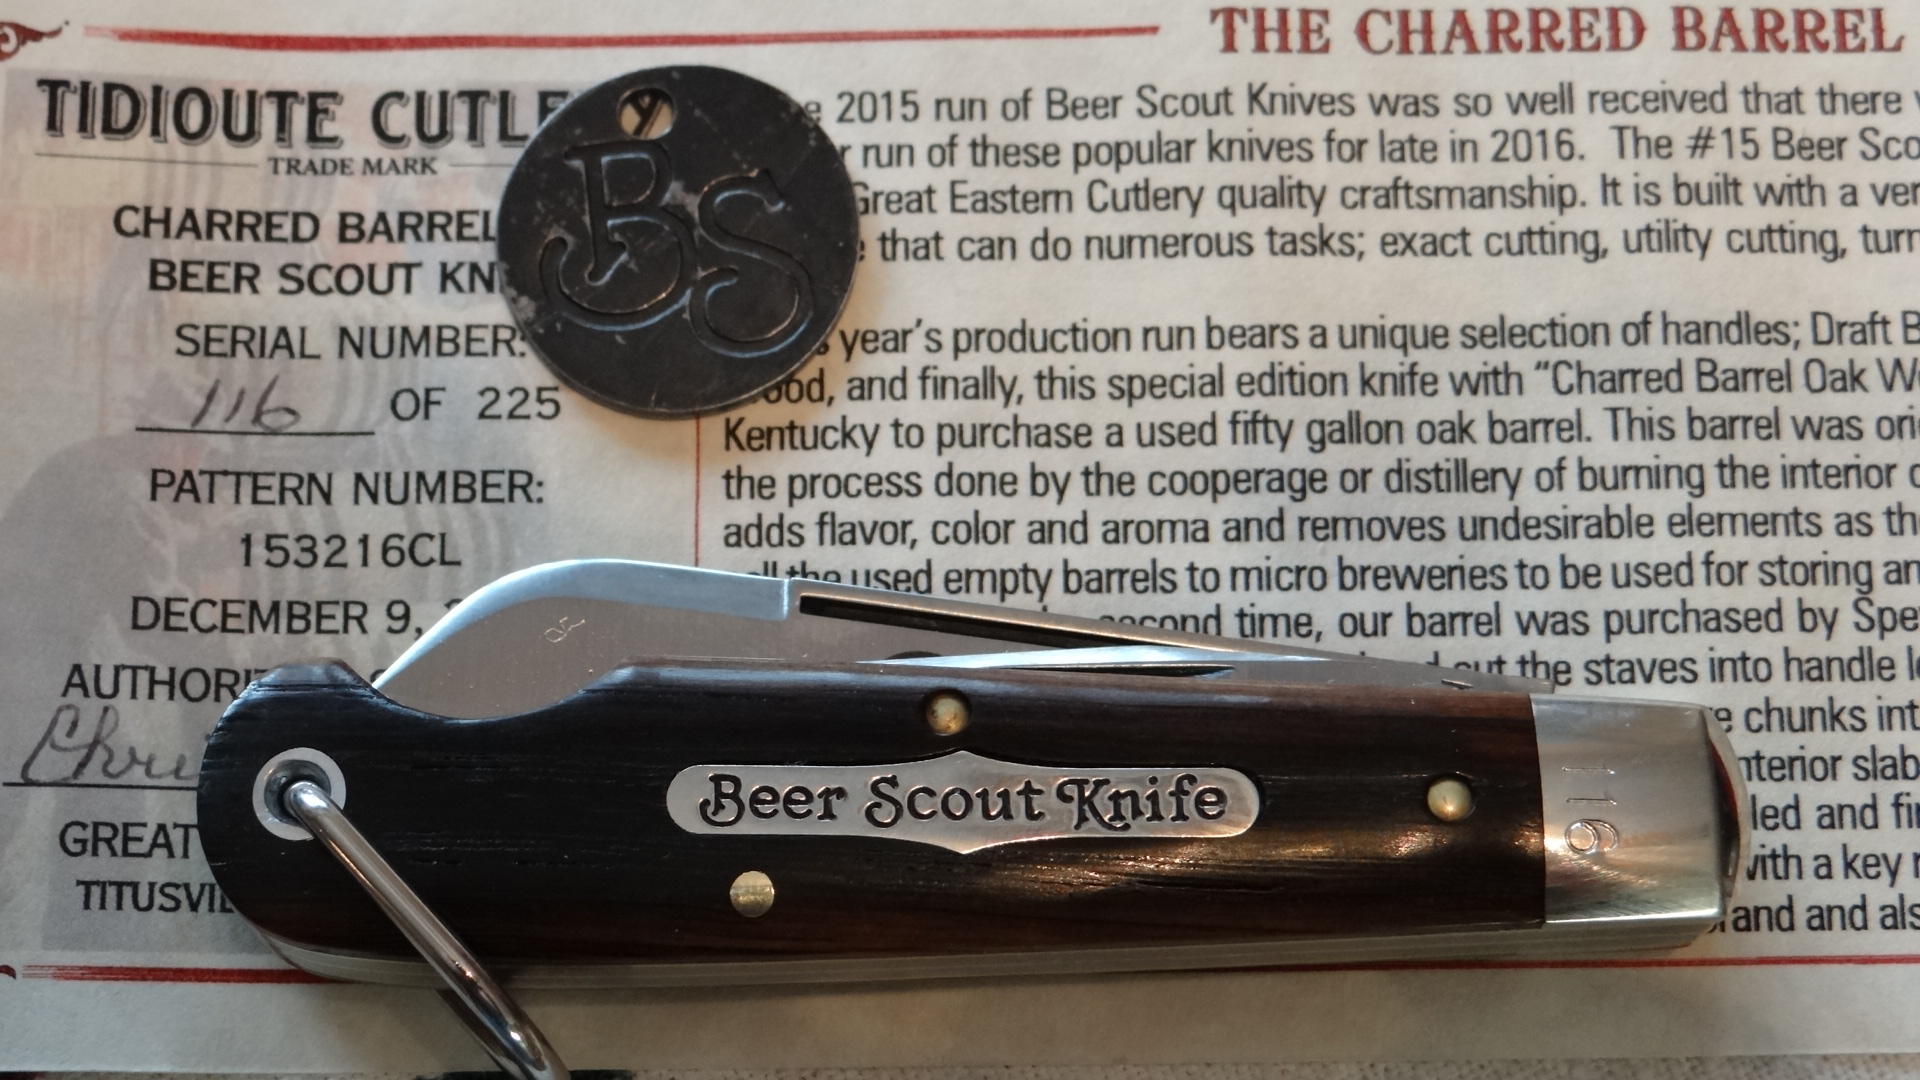 THE CHARRED BARREL
TIDIOUTE CUTLE
TRADE MARK
CHARRED BARREL
BEER SCOUT KN
SERIAL NUMBER:
116 OF 225
PATTERN NUMBER:
153216CL
DECEMBER 9,
AUTHORI
Chri
GREAT
TITUSVIL
BS
2015 run of Beer Scout Knives was so well received that there
run of these popular knives for late in 2016. The #15 Beer Sco
Great Eastern Cutlery quality craftsmanship. It is built with a ver
that can do numerous tasks; exact cutting, utility cutting, turn
year's production run bears a unique selection of handles; Draft B
ood, and finally, this special edition knife with "Charred Barrel Oak W
Kentucky to purchase a used fifty gallon oak barrel. This barrel was ori
the process done by the cooperage or distillery of burning the interior
adds flavor, color and aroma and removes undesirable elements as th
all the used empty barrels to micro breweries to be used for storing an
second time, our barrel was purchased by Spe
cut the staves into handle
chunks int
nterior slab
led and fi
with a key
and and als
Beer Scout Knife
116